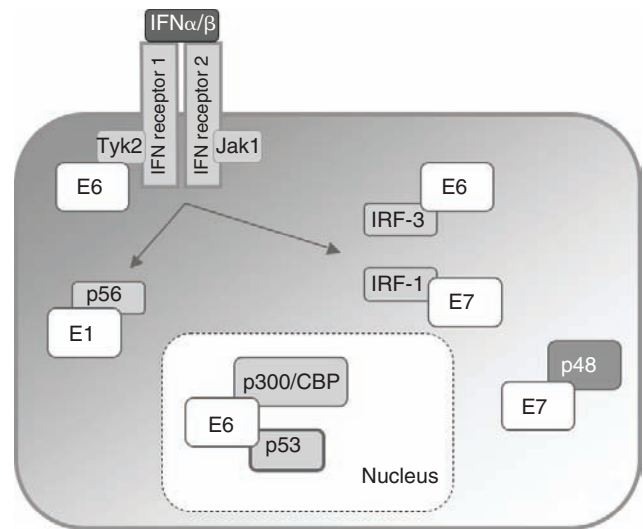 IFNα/β
IFN receptor 1
IFN receptor 2
Tyk2
Jak1
E6
E6
IRF-3
p56
E1
IRF-1
E7
p300/CBP
E6
p53
Nucleus
p48
E7